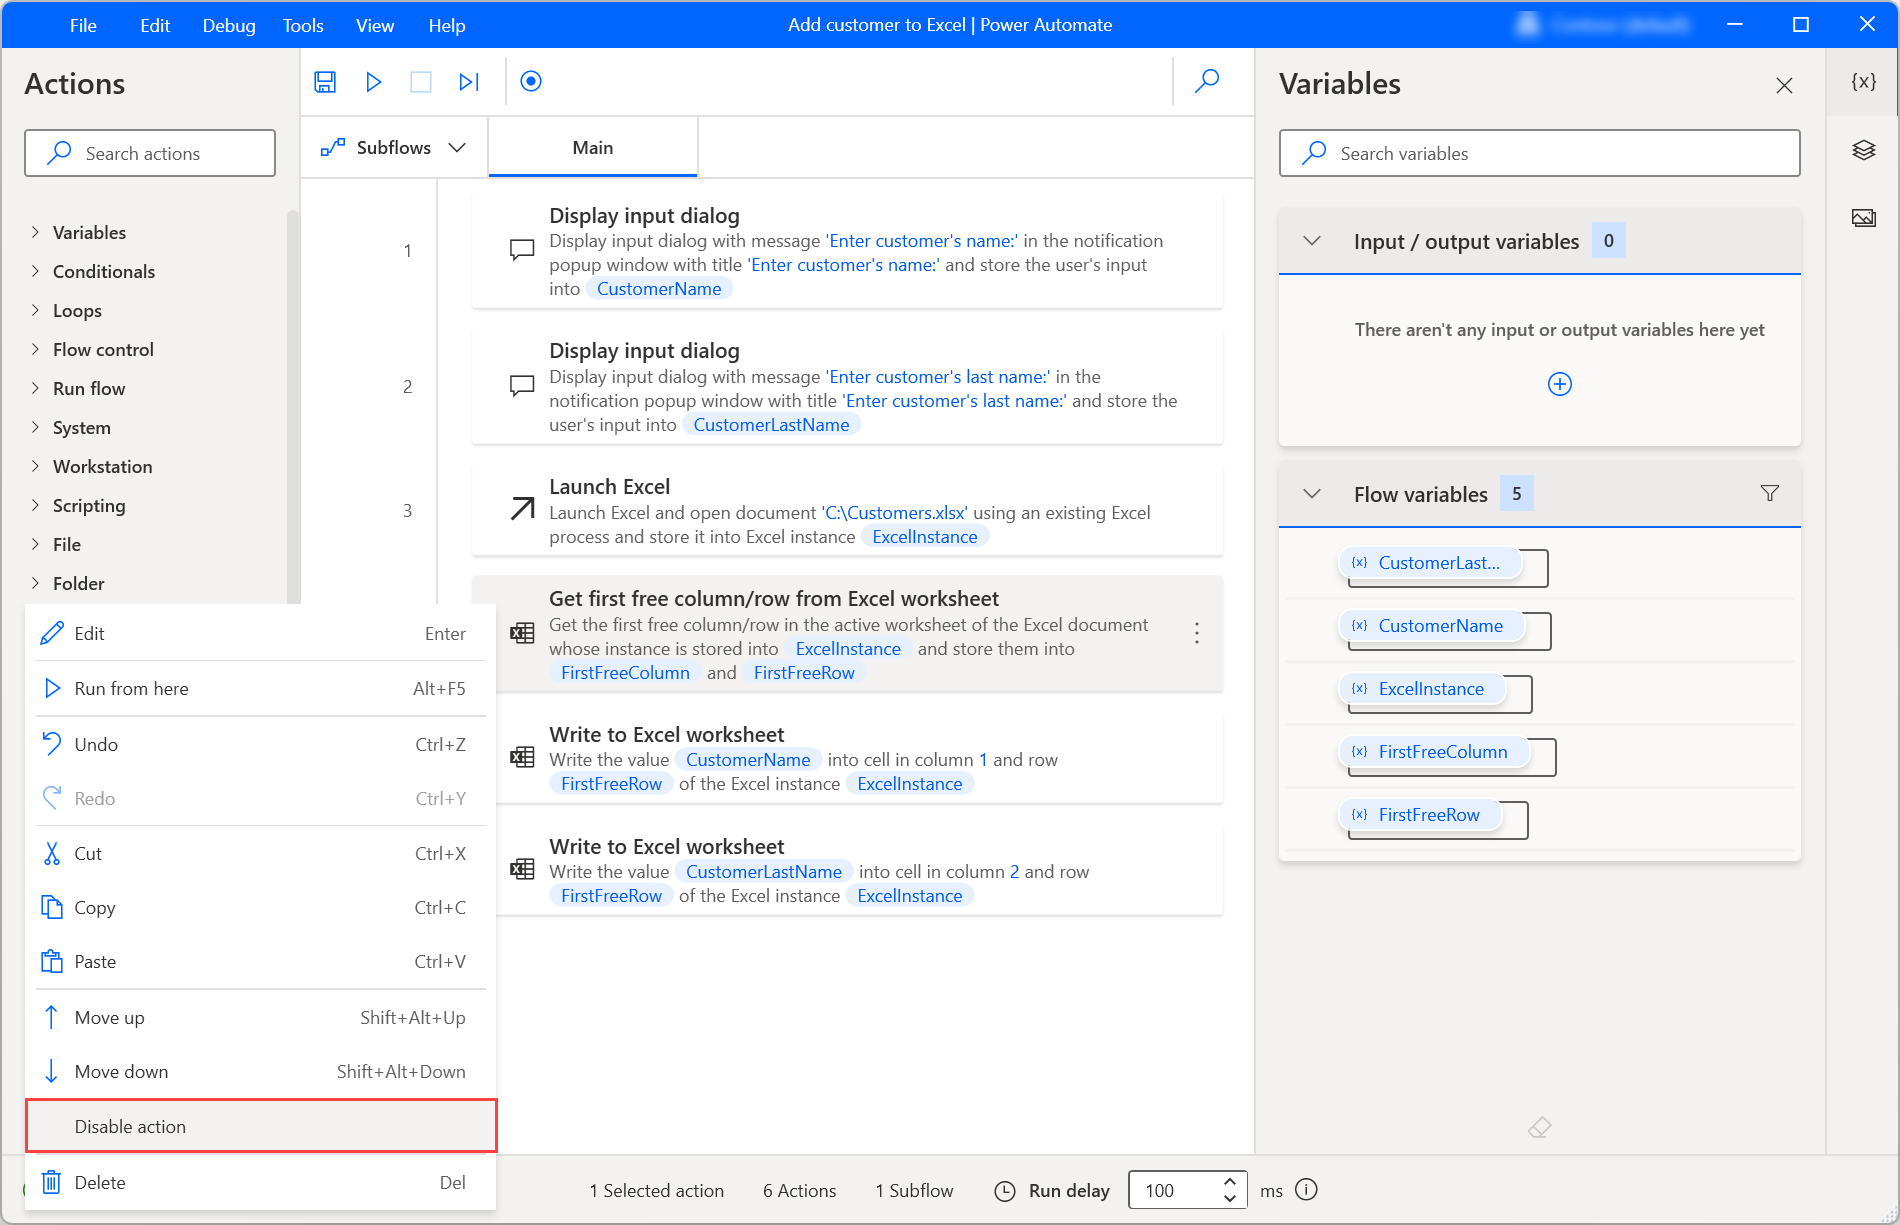 File Edit Debug Tools View Help
Add customer to Excel | Power Automate
Actions
Search actions
Variables
Conditionals
Loops
Flow control
Run flow
System
Workstation
Scripting
File
Folder
Subflows
Main
1
Display input dialog
Display input dialog with message 'Enter customer's name:' in the notification
popup window with title 'Enter customer's name:' and store the user's input
into CustomerName
2
Display input dialog
Display input dialog with message 'Enter customer's last name:' in the
notification popup window with title 'Enter customer's last name:' and store the
user's input into CustomerLastName
3
Launch Excel
Launch Excel and open document 'C:\Customers.xlsx' using an existing Excel
process and store it into Excel instance ExcelInstance
Get first free column/row from Excel worksheet
Get the first free column/row in the active worksheet of the Excel document
whose instance is stored into ExcelInstance and store them into
FirstFreeColumn and FirstFreeRow
Write to Excel worksheet
Write the value CustomerName into cell in column 1 and row
FirstFreeRow of the Excel instance ExcelInstance
Write to Excel worksheet
Write the value CustomerLastName into cell in column 2 and row
FirstFreeRow of the Excel instance ExcelInstance
Edit Enter
Run from here Alt+F5
Undo Ctrl+Z
Redo Ctrl+Y
Cut Ctrl+X
Copy Ctrl+C
Paste Ctrl+V
Move up Shift+Alt+Up
Move down Shift+Alt+Down
Disable action
Delete Del
Variables
{x}
Search variables
Input / output variables 0
There aren't any input or output variables here yet
Flow variables 5
{x} CustomerLast...
{x} CustomerName
{x} ExcelInstance
{x} FirstFreeColumn
{x} FirstFreeRow
1 Selected action 6 Actions 1 Subflow Run delay 100 ms